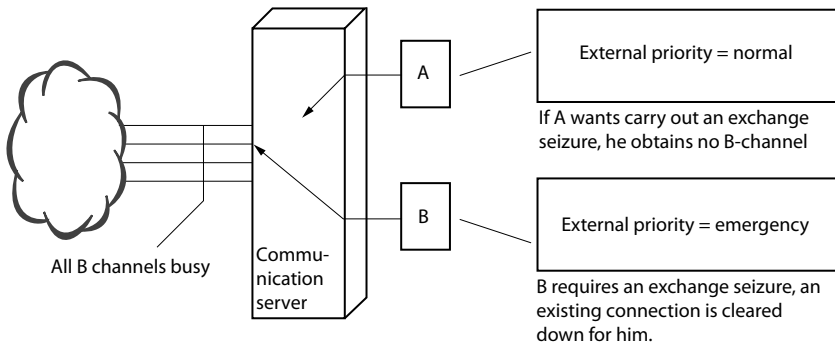 A
External priority = normal
If A wants carry out an exchange
seizure, he obtains no B-channel
B
External priority = emergency
B requires an exchange seizure, an
existing connection is cleared
down for him.
All B channels busy
Commu-
nication
server